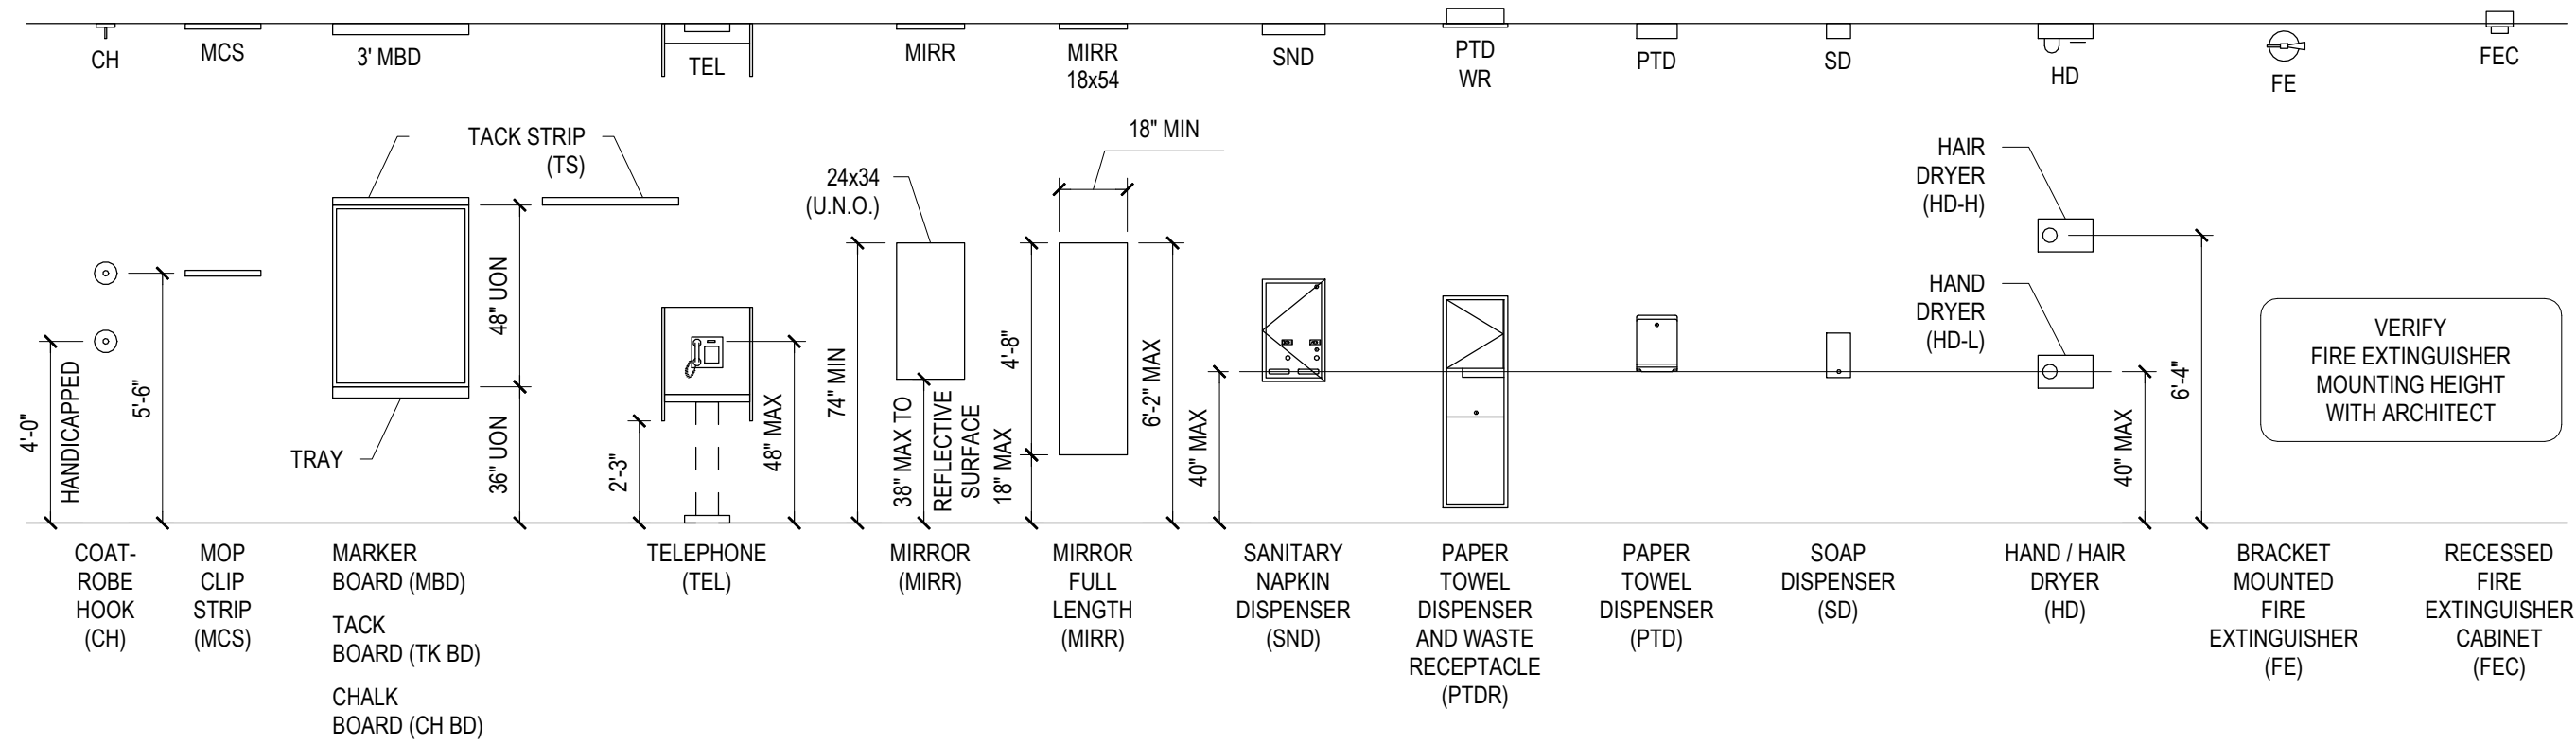 CH
MCS
3' MBD
TEL
MIRR
MIRR
18x54
SND
PTD
WR
PTD
SD
HD
FE
FEC
TACK STRIP
(TS)
24x34
(U.N.O.)
18" MIN
HAIR
DRYER
(HD-H)
HAND
DRYER
(HD-L)
VERIFY
FIRE EXTINGUISHER
MOUNTING HEIGHT
WITH ARCHITECT
TRAY
4'-0"
HANDICAPPED
5'-6"
48" UON
36" UON
2'-3"
48" MAX
74" MIN
38" MAX TO
REFLECTIVE
SURFACE
4'-8"
18" MAX
6'-2" MAX
40" MAX
40" MAX
6'-4"
COAT-
ROBE
HOOK
(CH)
MOP
CLIP
STRIP
(MCS)
MARKER
BOARD (MBD)
TACK
BOARD (TK BD)
CHALK
BOARD (CH BD)
TELEPHONE
(TEL)
MIRROR
(MIRR)
MIRROR
FULL
LENGTH
(MIRR)
SANITARY
NAPKIN
DISPENSER
(SND)
PAPER
TOWEL
DISPENSER
AND WASTE
RECEPTACLE
(PTDR)
PAPER
TOWEL
DISPENSER
(PTD)
SOAP
DISPENSER
(SD)
HAND / HAIR
DRYER
(HD)
BRACKET
MOUNTED
FIRE
EXTINGUISHER
(FE)
RECESSED
FIRE
EXTINGUISHER
CABINET
(FEC)